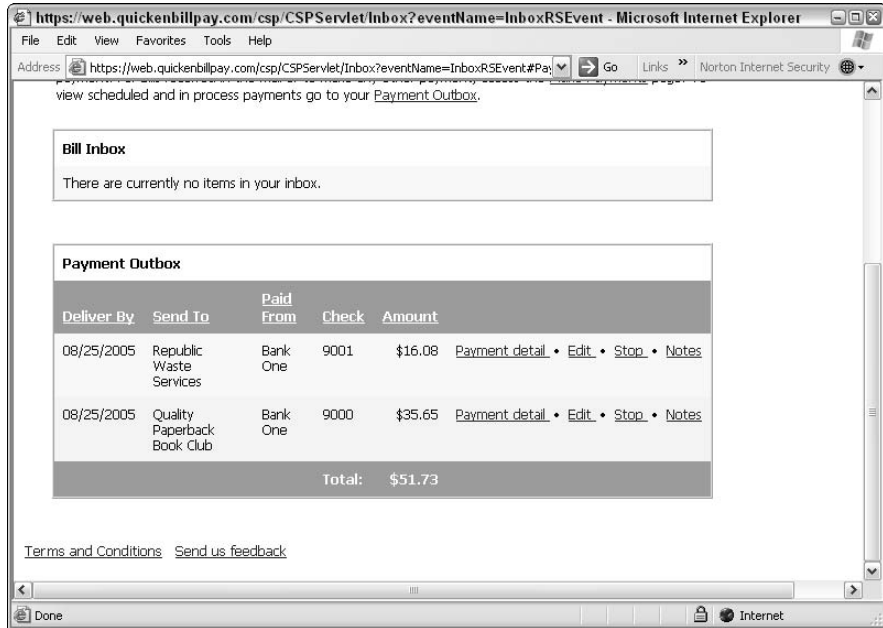 https://web.quickenbillpay.com/csp/CSPServlet/Inbox?eventName=InboxRSEvent - Microsoft Internet Explorer
File Edit View Favorites Tools Help
Address https://web.quickenbillpay.com/csp/CSPServlet/Inbox?eventName=InboxRSEvent#Pay Go Links » Norton Internet Security
view scheduled and in process payments go to your Payment Outbox.
Bill Inbox
There are currently no items in your inbox.
Payment Outbox
Paid
Deliver By Send To From Check Amount
08/25/2005 Republic Bank 9001 $16.08 Payment detail • Edit • Stop • Notes
Waste One
Services
08/25/2005 Quality Bank 9000 $35.65 Payment detail • Edit • Stop • Notes
Paperback One
Book Club
Total: $51.73
Terms and Conditions Send us feedback
Done Internet